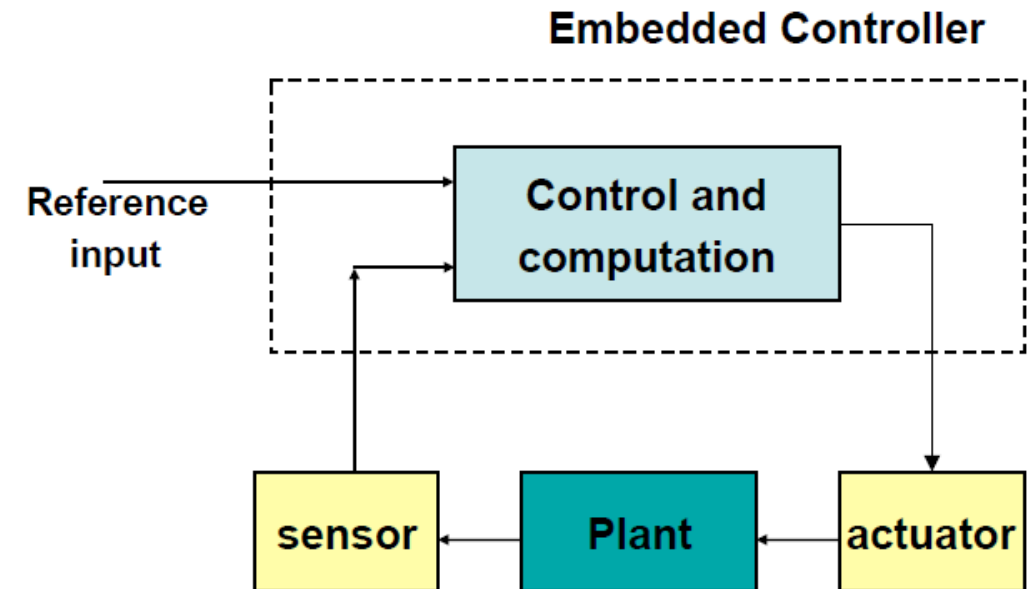 Embedded Controller
Reference
input
Control and
computation
sensor
Plant
actuator